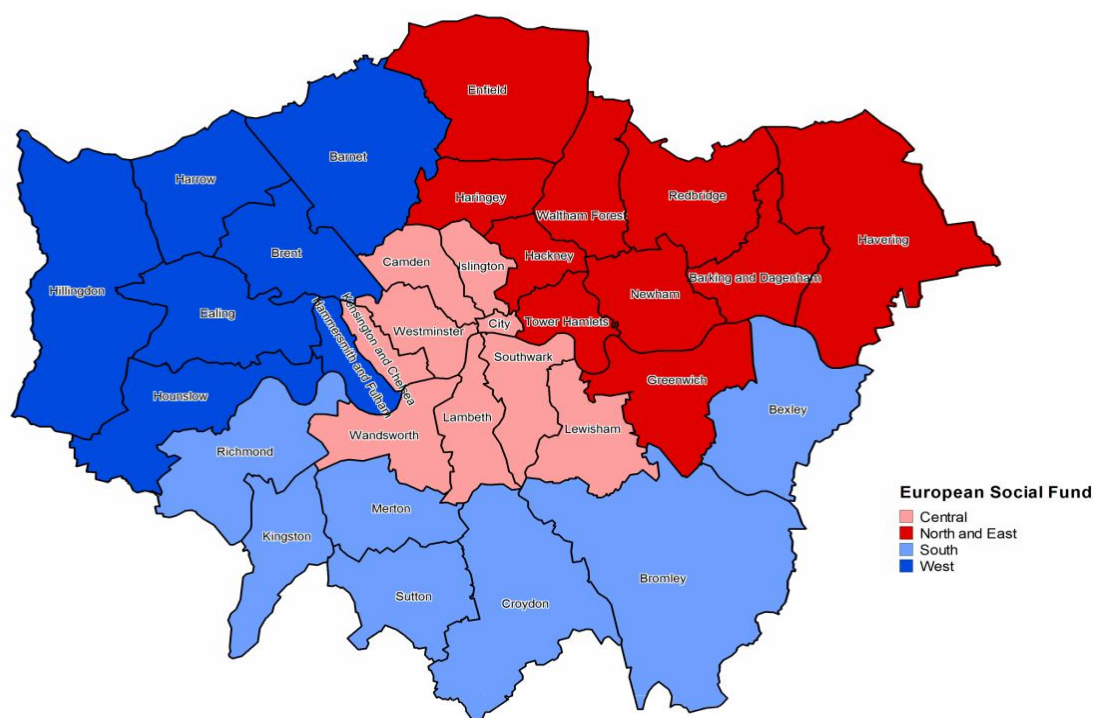 Enfield
Barnet
Harrow
Haringey
Waltham Forest
Redbridge
Havering
Brent
Camden
Islington
Hackney
Barking and Dagenham
Hillingdon
Newham
Ealing
Kensington and Chelsea
Hammersmith and Fulham
Westminster
City
Tower Hamlets
Southwark
Greenwich
Hounslow
Bexley
Lambeth
Lewisham
Wandsworth
Richmond
Merton
Kingston
Sutton
Croydon
Bromley
European Social Fund
Central
North and East
South
West